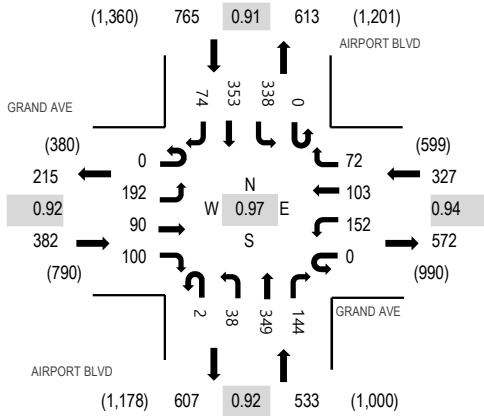 (1,360) 765 0.91 613 (1,201)
AIRPORT BLVD
GRAND AVE
74 353 338 0
(380) (599)
0 72
215 327
192 103
N
0.92 W 0.97 E 0.94
90 152
S
382 572
100 0
(790) (990)
2 38 349 144
GRAND AVE
AIRPORT BLVD
(1,178) 607 0.92 533 (1,000)